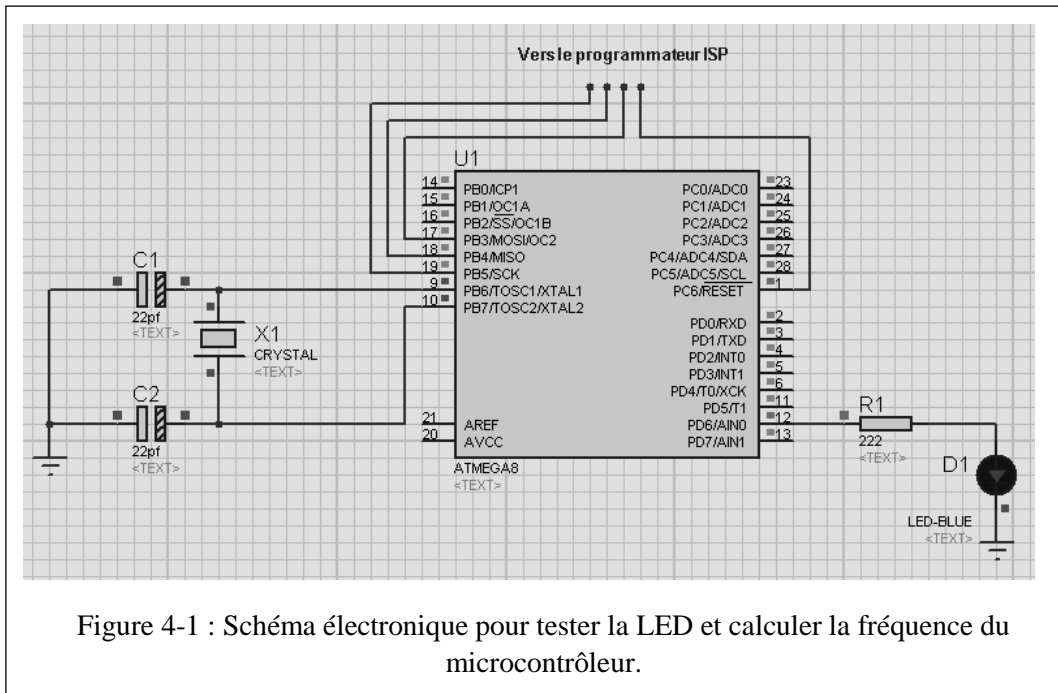 Vers le programmateur ISP
U1
14 PB0/ICP1
15 PB1/OC1A
16 PB2/SS/OC1B
17 PB3/MOSI/OC2
18 PB4/MISO
19 PB5/SCK
9 PB6/TOSC1/XTAL1
10 PB7/TOSC2/XTAL2
21 AREF
20 AVCC
PC0/ADC0 23
PC1/ADC1 24
PC2/ADC2 25
PC3/ADC3 26
PC4/ADC4/SDA 27
PC5/ADC5/SCL 28
PC6/RESET 1
PD0/RXD 2
PD1/TXD 3
PD2/INT0 4
PD3/INT1 5
PD4/T0/XCK 6
PD5/T1 11
PD6/AIN0 12
PD7/AIN1 13
ATMEGA8
<TEXT>
C1
22pf
<TEXT>
X1
CRYSTAL
<TEXT>
C2
22pf
<TEXT>
R1
222
<TEXT>
D1
LED-BLUE
<TEXT>
Figure 4-1 : Schéma électronique pour tester la LED et calculer la fréquence du
microcontrôleur.